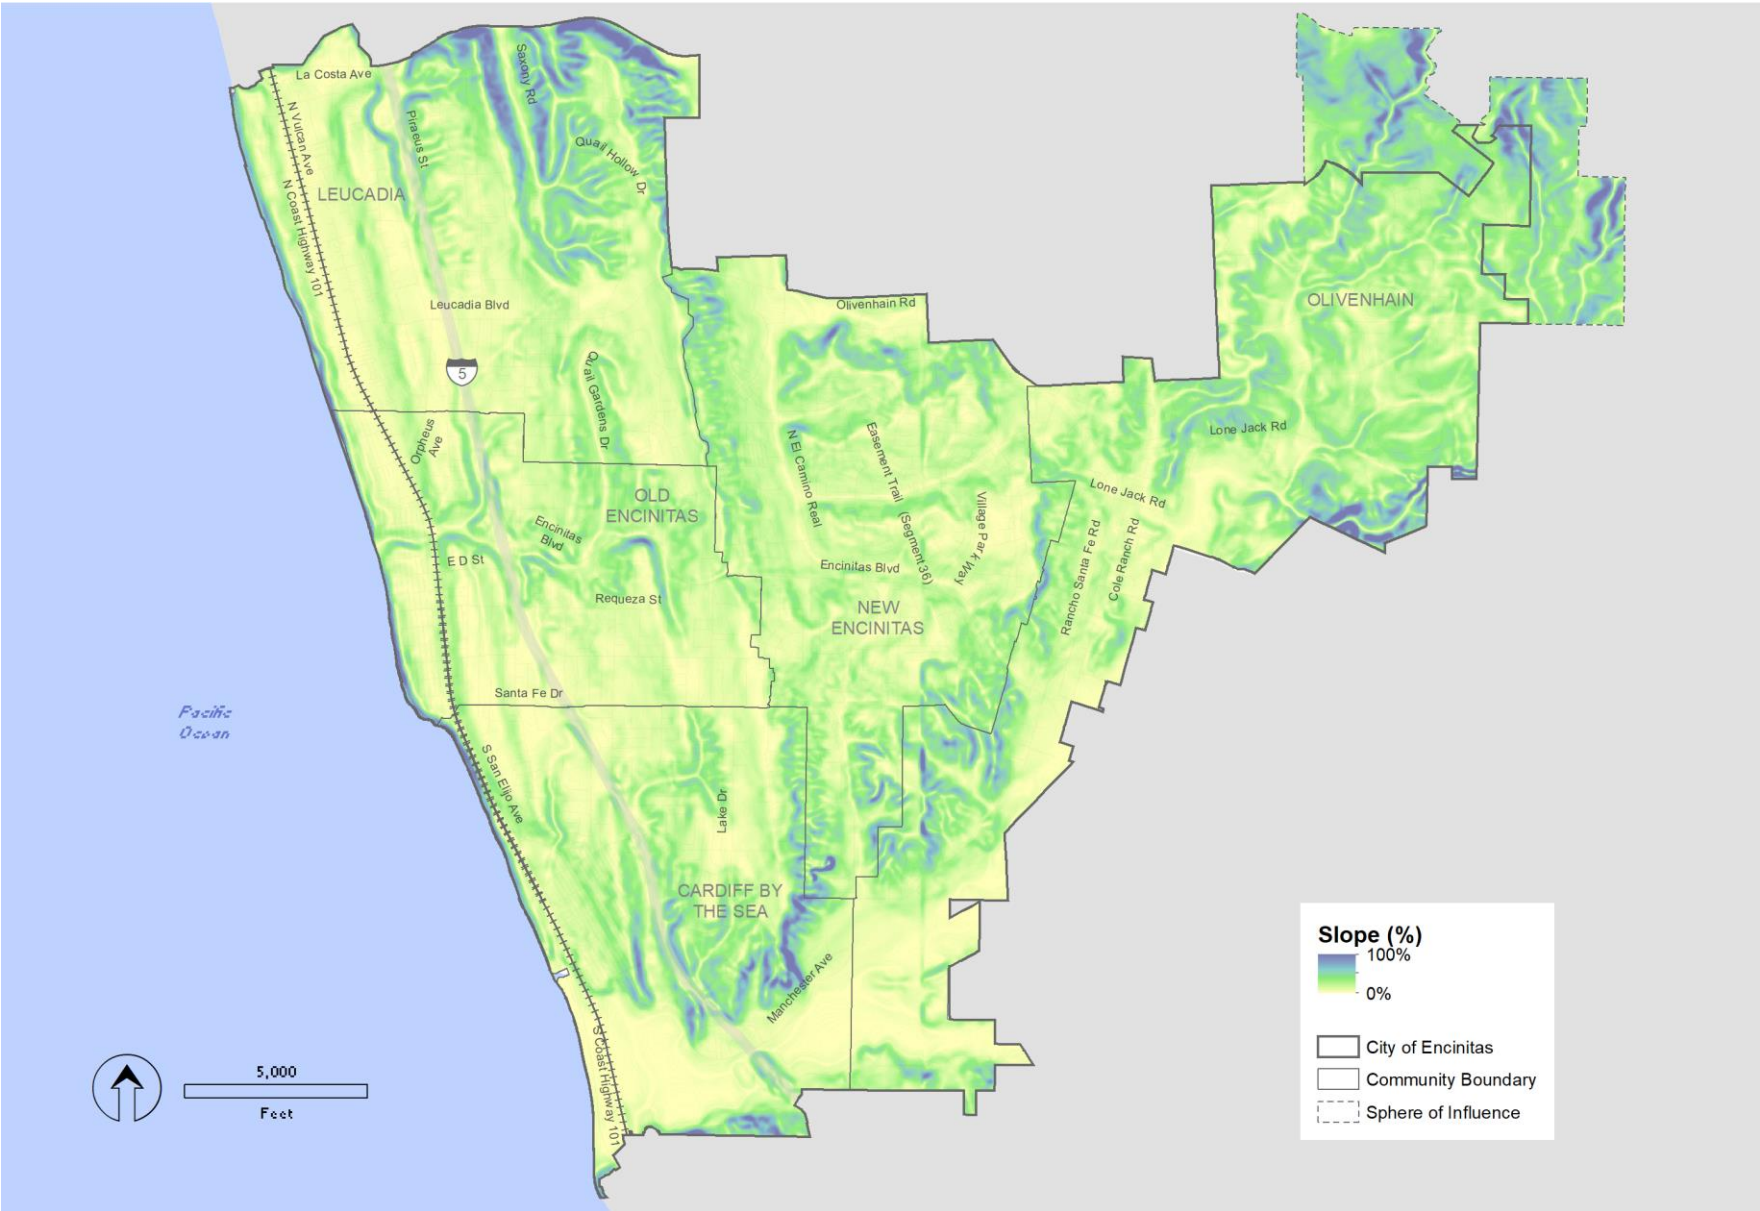 La Costa Ave
N Vulcan Ave
N Coast Highway 101
Piraeus St
Saxony Rd
Quail Hollow Dr
LEUCADIA
Leucadia Blvd
5
Quail Gardens Dr
Orpheus
Ave
OLD
ENCINITAS
Encinitas
Blvd
E D St
Requeza St
Santa Fe Dr
Olivenhain Rd
N El Camino Real
Easement Trail (Segment 36)
Village Park Way
Encinitas Blvd
NEW
ENCINITAS
OLIVENHAIN
Lone Jack Rd
Lone Jack Rd
Rancho Santa Fe Rd
Cole Ranch Rd
Pacific
Ocean
S San Elijo Ave
Lake Dr
CARDIFF BY
THE SEA
Manchester Ave
S Coast Highway 101
5,000
Feet
Slope (%)
100%
0%
City of Encinitas
Community Boundary
Sphere of Influence